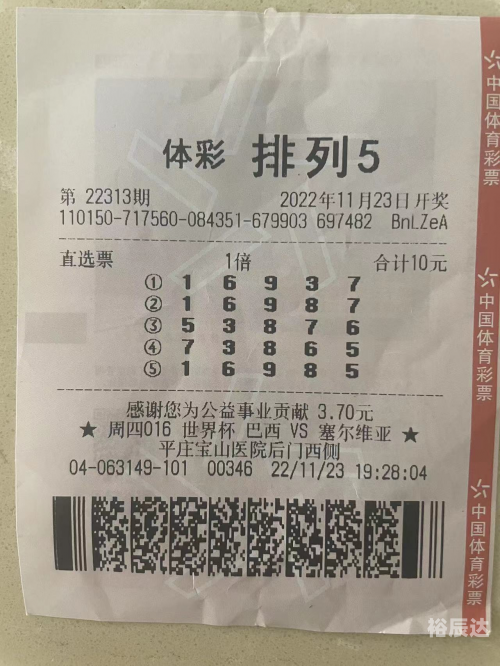 体彩 排列5
第 22313期 2022年11月23日开奖
110150-717560-084351-679903 697482 BnLZeA
直选票 1倍 合计10元
① 1 6 9 3 7
② 1 6 9 8 7
③ 5 3 8 7 6
④ 7 3 8 6 5
⑤ 1 6 9 8 5
感谢您为公益事业贡献 3.70元
★ 周四016 世界杯 巴西 VS 塞尔维亚 ★
平庄宝山医院后门西侧
04-063149-101 00346 22/11/23 19:28:04
中国体育彩票
中国体育彩票
中国体育彩票
裕辰达